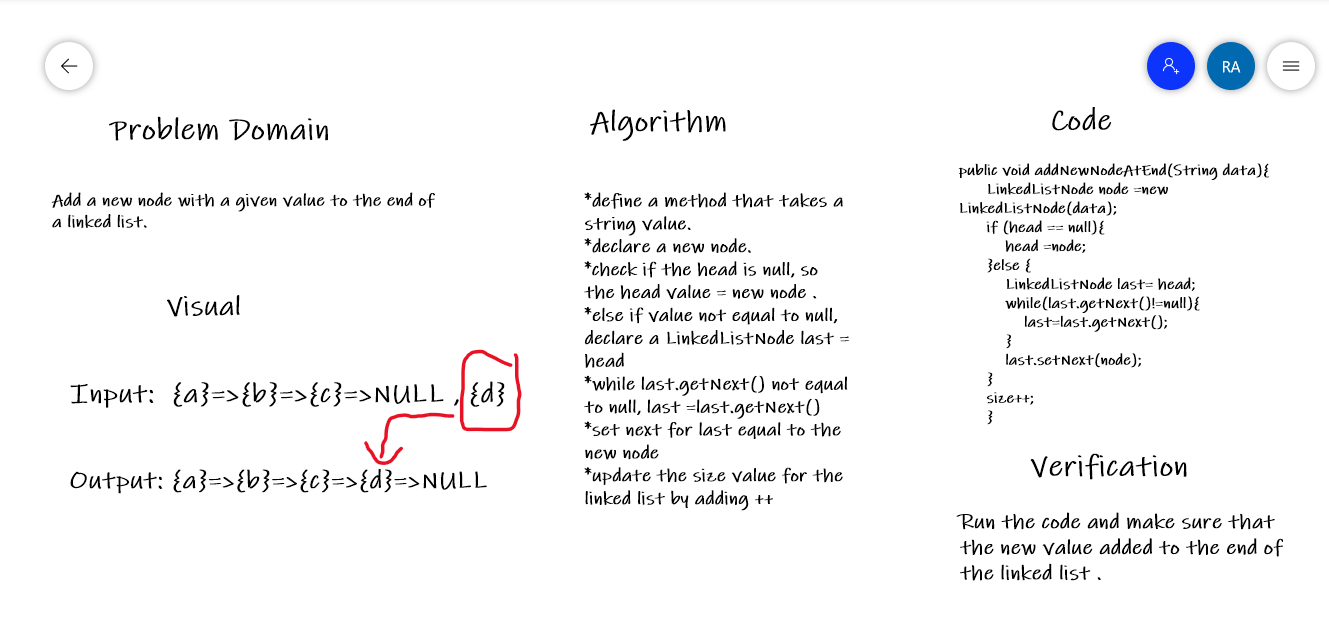 RA
Problem Domain
Add a new node with a given value to the end of
a linked list.
Visual
Input: {a}=>{b}=>{c}=>NULL , {d}
Output: {a}=>{b}=>{c}=>{d}=>NULL
Algorithm
*define a method that takes a
string value.
*declare a new node.
*check if the head is null, so
the head value = new node .
*else if value not equal to null,
declare a LinkedListNode last =
head
*while last.getNext() not equal
to null, last =last.getNext()
*set next for last equal to the
new node
*update the size value for the
linked list by adding ++
Code
public void addNewNodeAtEnd(String data){
LinkedListNode node =new
LinkedListNode(data);
if (head == null){
head =node;
}else {
LinkedListNode last= head;
while(last.getNext()!=null){
last=last.getNext();
}
last.setNext(node);
}
size++;
}
Verification
Run the code and make sure that
the new value added to the end of
the linked list .